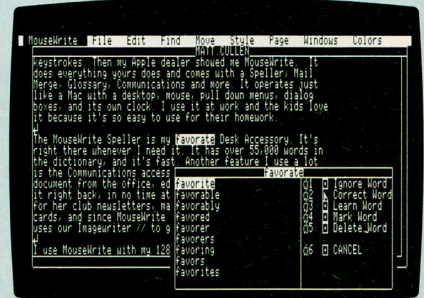 MouseWrite File Edit Find Move Style Page Windows Colors
MATT.CULLEN
keystrokes. Then my Apple dealer showed me MouseWrite. It
does everything yours does and comes with a Speller, Mail
Merge, Glossary, Communications and more. It operates just
like a Mac with a desktop, mouse, pull down menus, dialog
boxes, and its own clock. I use it at work and the kids love
it because it's so easy to use for their homework.
The MouseWrite Speller is my favorate Desk Accessory. It's
right there whenever I need it. It has over 55,000 words in
the dictionary, and it's fast. Another feature I use a lot
is the Communications access
document from the office, ed
it right back, in no time at
for her club newsletters, ma
cards, and since MouseWrite
uses our Imagewriter // to g
I use MouseWrite with my 128
favorate
favorite
favorable
favorably
favored
favorer
favorers
favoring
favors
favorites
1 Ignore Word
2 Correct Word
3 Learn Word
4 Mark Word
5 Delete Word
6 CANCEL